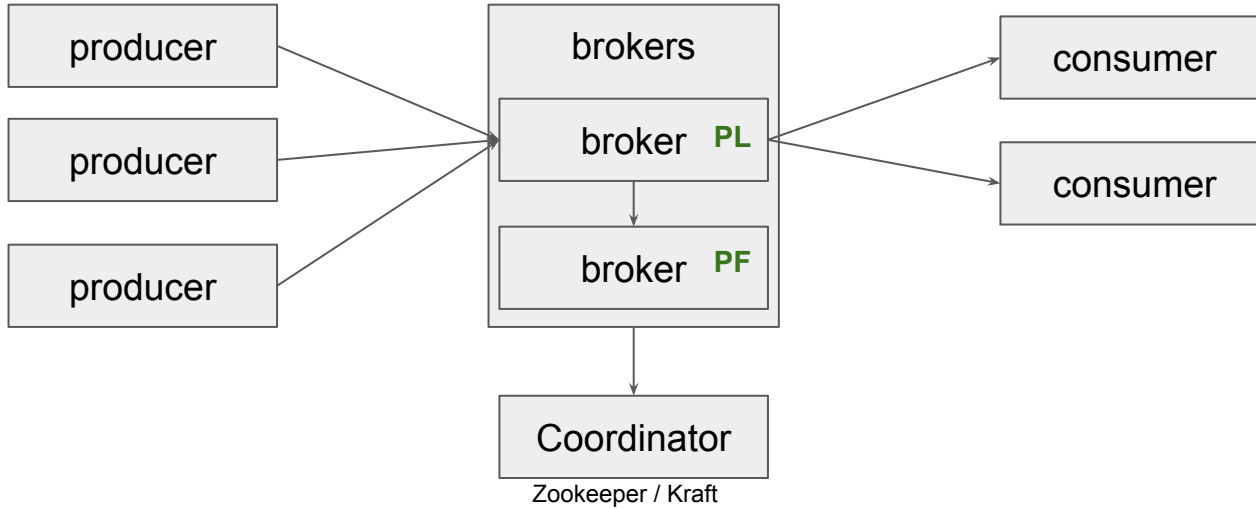 producer
producer
producer
brokers
broker PL
broker PF
consumer
consumer
Coordinator
Zookeeper / Kraft